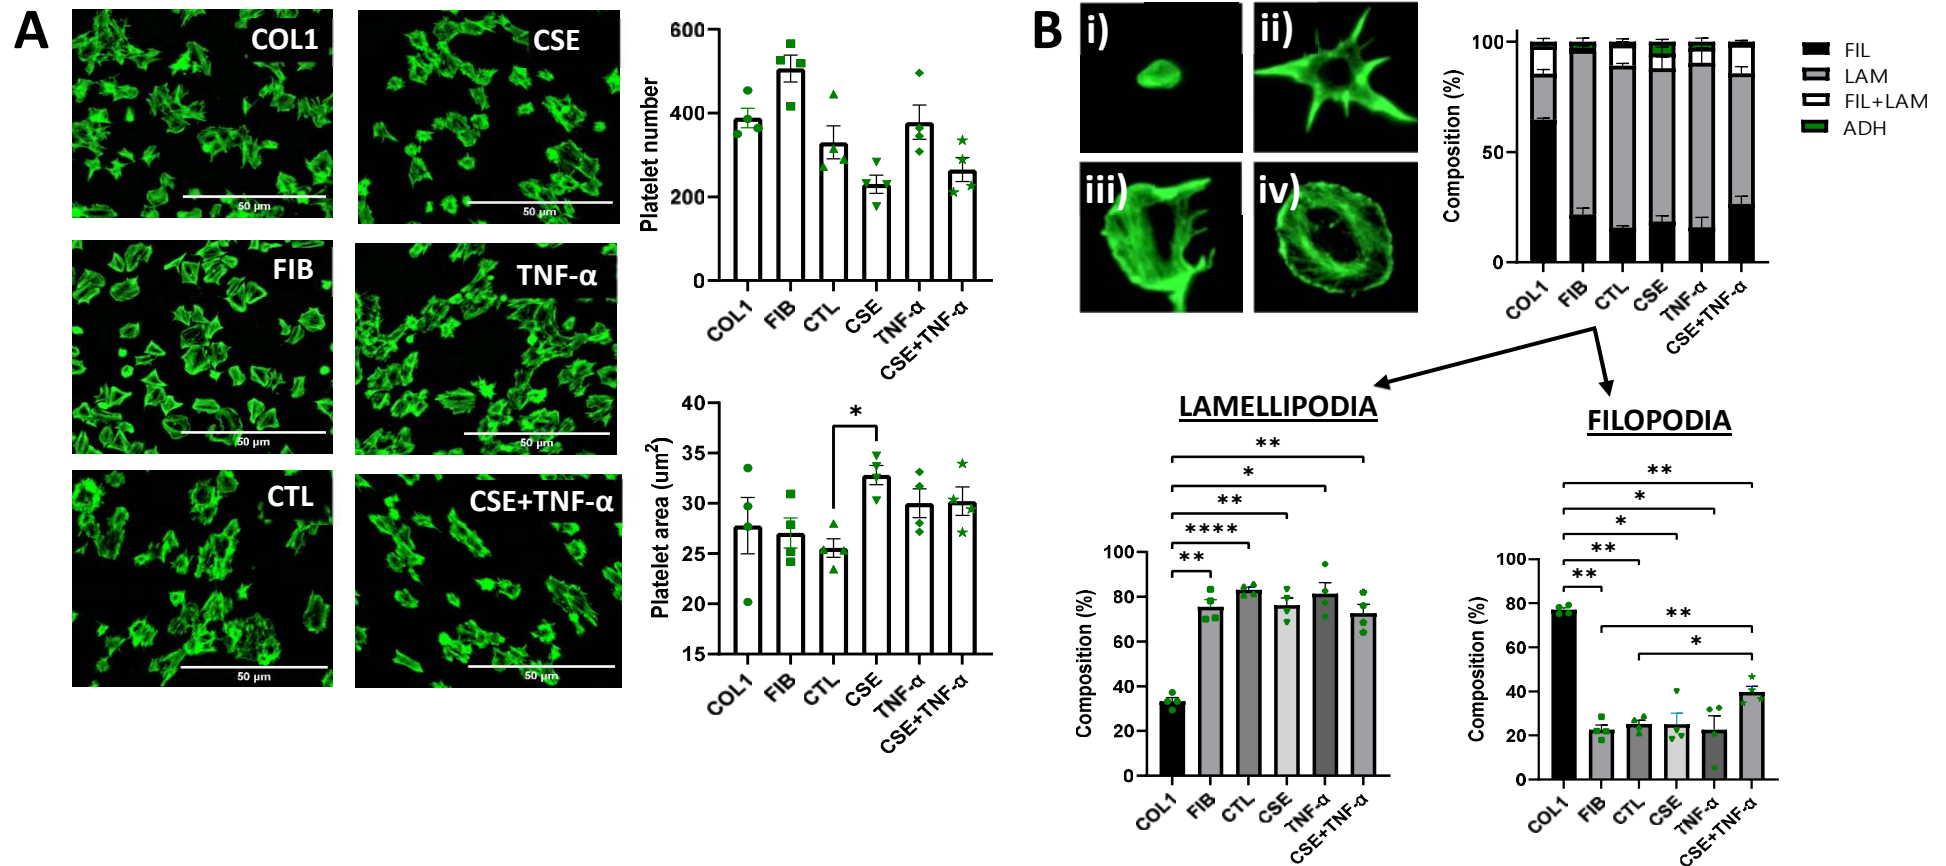 A
COL1
50 µm
CSE
50 µm
FIB
50 µm
TNF-α
50 µm
CTL
50 µm
CSE+TNF-α
50 µm
Platelet number
600
400
200
0
COL1
FIB
CTL
CSE
TNF-α
CSE+TNF-α
Platelet area (um²)
40
35
30
25
20
15
*
COL1
FIB
CTL
CSE
TNF-α
CSE+TNF-α
B
i)
ii)
iii)
iv)
Composition (%)
100
50
0
COL1
FIB
CTL
CSE
TNF-α
CSE+TNF-α
FIL
LAM
FIL+LAM
ADH
LAMELLIPODIA
**
*
**
****
**
Composition (%)
100
80
60
40
20
0
COL1
FIB
CTL
CSE
TNF-α
CSE+TNF-α
FILOPODIA
**
*
*
**
**
**
*
Composition (%)
100
80
60
40
20
0
COL1
FIB
CTL
CSE
TNF-α
CSE+TNF-α